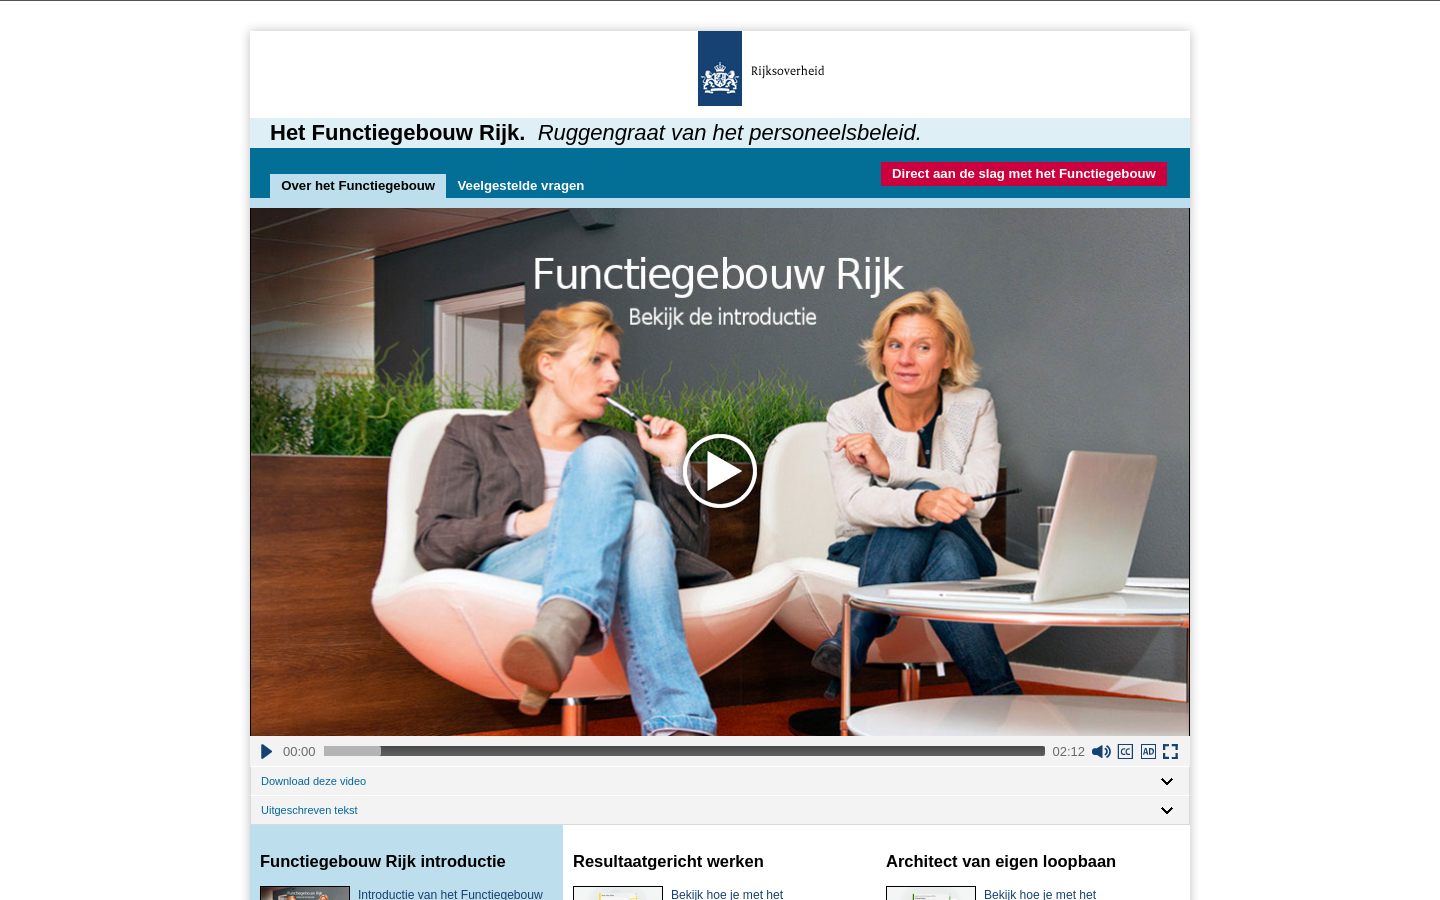 Rijksoverheid
Het Functiegebouw Rijk. Ruggengraat van het personeelsbeleid.
Direct aan de slag met het Functiegebouw
Over het Functiegebouw Veelgestelde vragen
Functiegebouw Rijk
Bekijk de introductie
00:00 02:12 CC AD
Download deze video
Uitgeschreven tekst
Functiegebouw Rijk introductie Resultaatgericht werken Architect van eigen loopbaan
Functiegebouw Rijk Introductie van het Functiegebouw Bekijk hoe je met het Bekijk hoe je met het